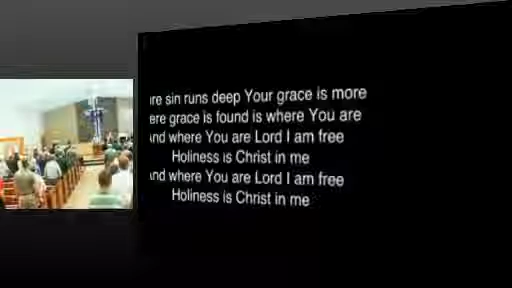 re sin runs deep Your grace is more
ere grace is found is where You are
nd where You are Lord I am free
Holiness is Christ in me
nd where You are Lord I am free
Holiness is Christ in me